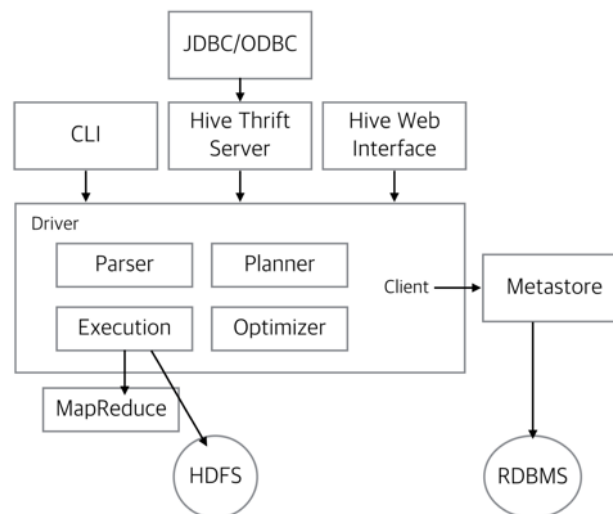 JDBC/ODBC
CLI
Hive Thrift
Server
Hive Web
Interface
Driver
Parser
Planner
Client
Metastore
Execution
Optimizer
MapReduce
HDFS
RDBMS